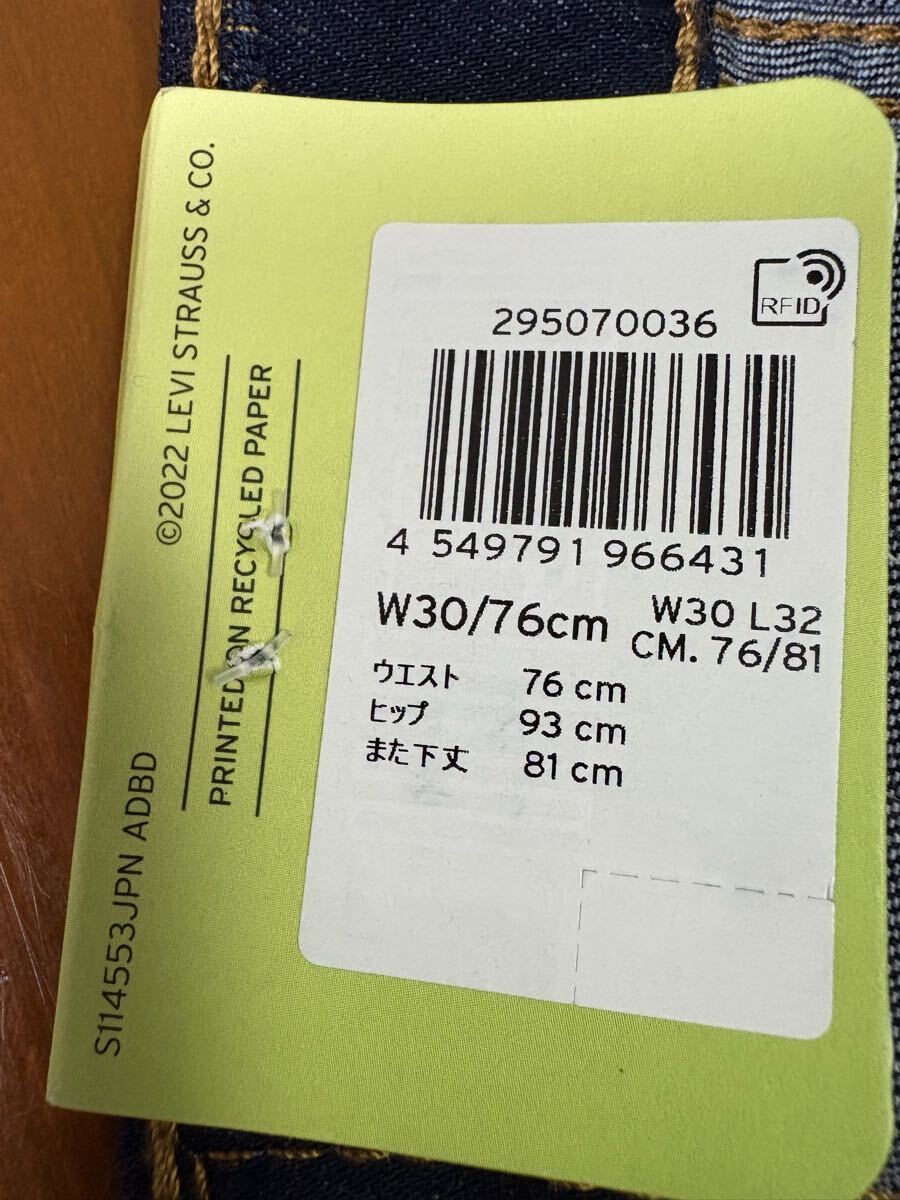 ©2022 LEVI STRAUSS & CO.
PRINTED ON RECYCLED PAPER
S114553JPN ADBD
RFID
295070036
4 549791 966431
W30/76cm
W30 L32
CM. 76/81
ウエスト 76 cm
ヒップ 93 cm
また下丈 81 cm